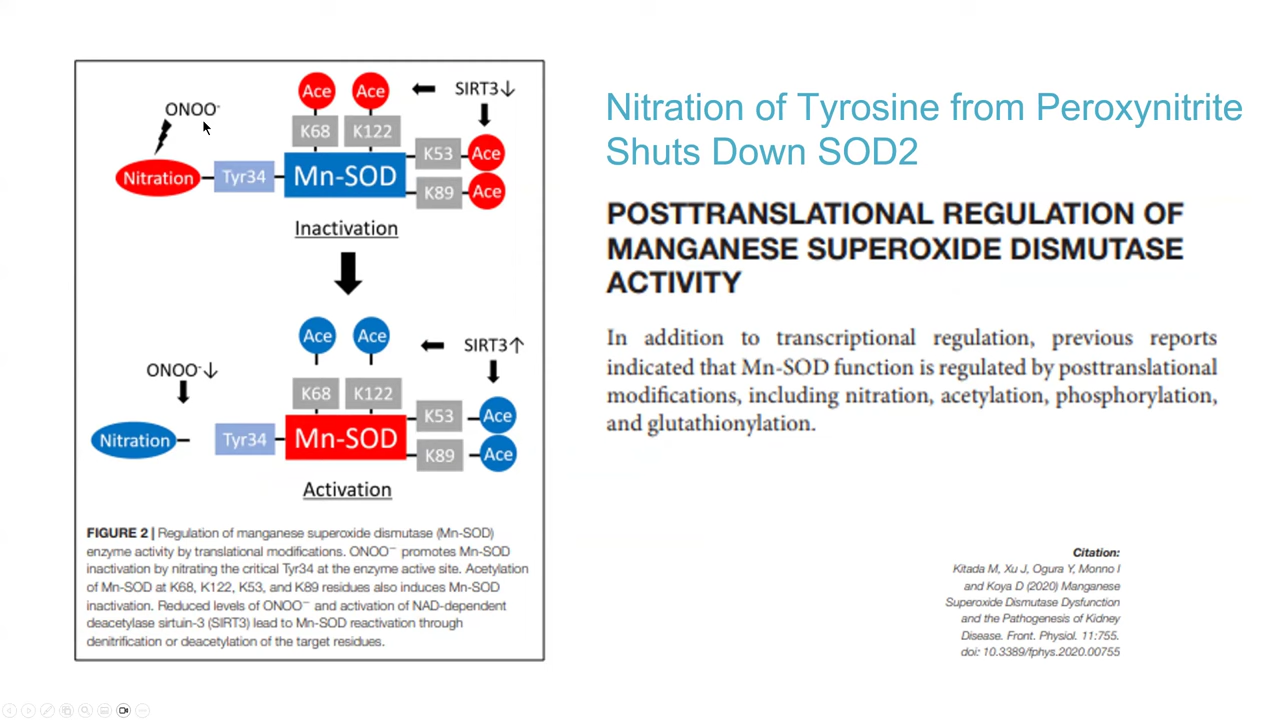 Nitration of Tyrosine from Peroxynitrite
Shuts Down SOD2
POSTTRANSLATIONAL REGULATION OF
MANGANESE SUPEROXIDE DISMUTASE
ACTIVITY
In addition to transcriptional regulation, previous reports
indicated that Mn-SOD function is regulated by posttranslational
modifications, including nitration, acetylation, phosphorylation,
and glutathionylation.
Ace Ace SIRT3↓
ONOO⁻
K68 K122
K53 Ace
Nitration Tyr34 Mn-SOD
K89 Ace
Inactivation
Ace Ace SIRT3↑
ONOO⁻↓
K68 K122
K53 Ace
Nitration Tyr34 Mn-SOD
K89 Ace
Activation
FIGURE 2 | Regulation of manganese superoxide dismutase (Mn-SOD)
enzyme activity by translational modifications. ONOO⁻ promotes Mn-SOD
inactivation by nitrating the critical Tyr34 at the enzyme active site. Acetylation
of Mn-SOD at K68, K122, K53, and K89 residues also induces Mn-SOD
inactivation. Reduced levels of ONOO⁻ and activation of NAD-dependent
deacetylase sirtuin-3 (SIRT3) lead to Mn-SOD reactivation through
denitrification or deacetylation of the target residues.
Citation:
Kitada M, Xu J, Ogura Y, Monno I
and Koya D (2020) Manganese
Superoxide Dismutase Dysfunction
and the Pathogenesis of Kidney
Disease. Front. Physiol. 11:755.
doi: 10.3389/fphys.2020.00755